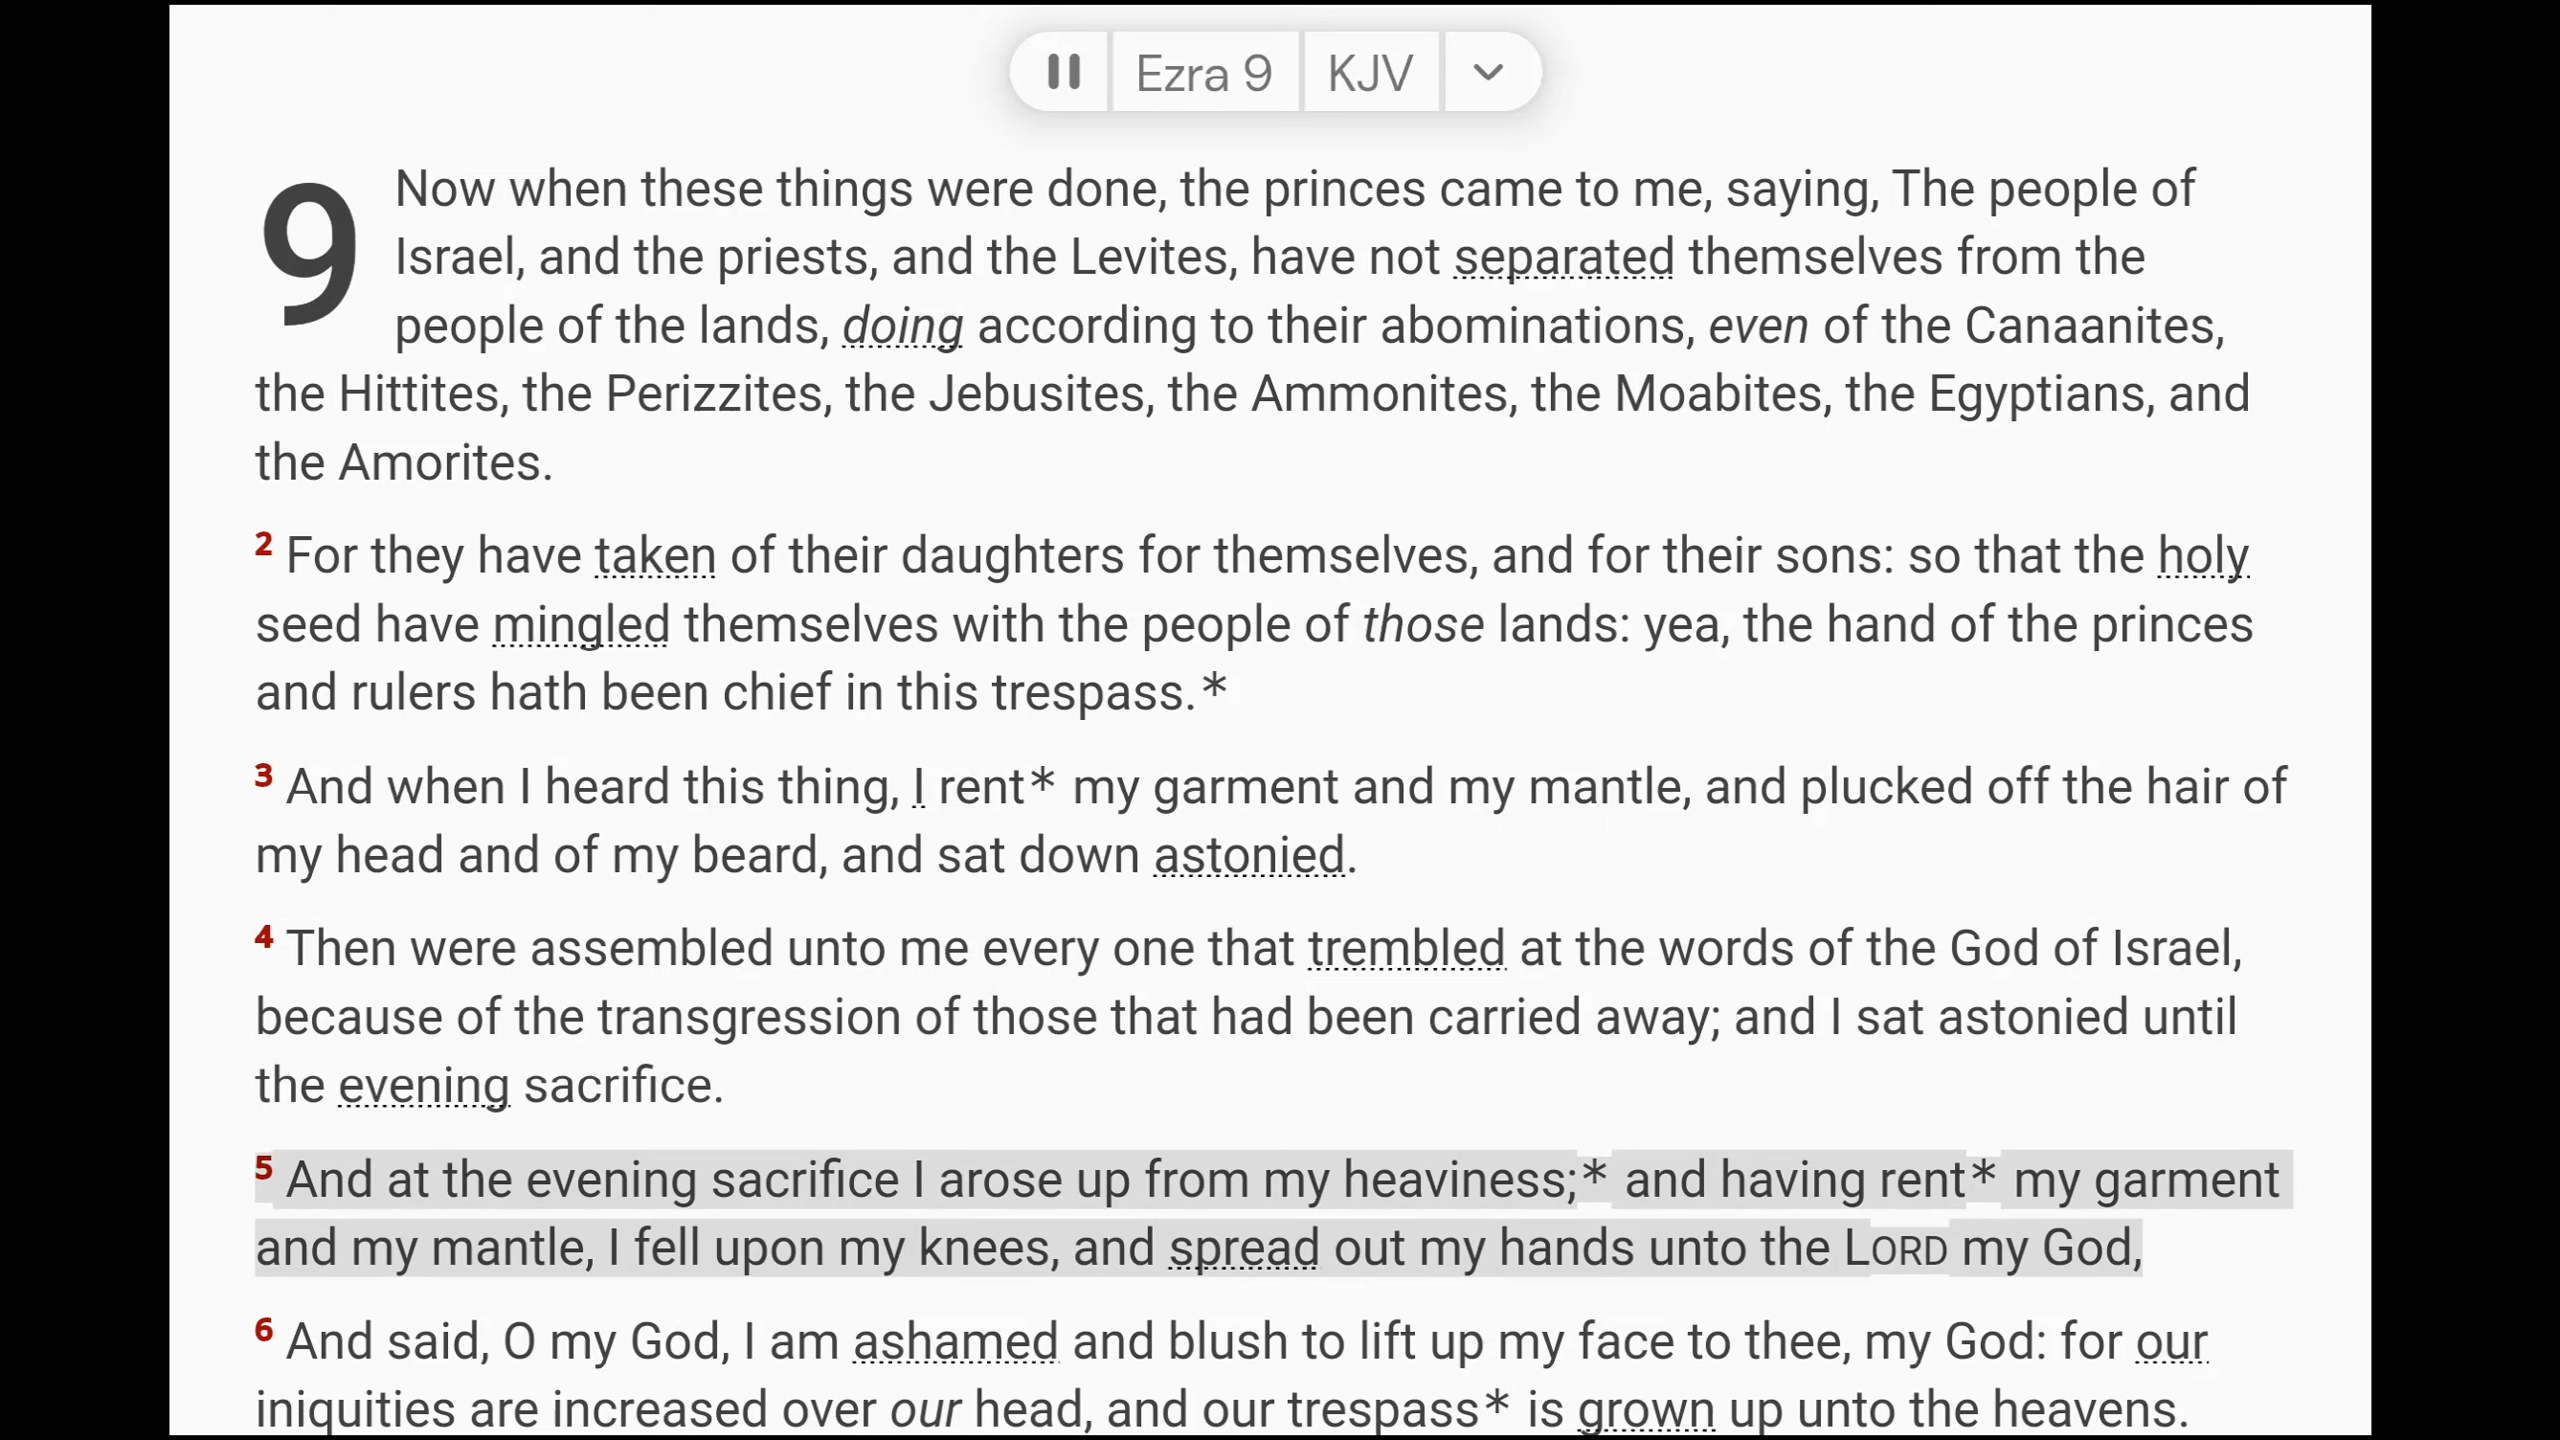 Ezra 9 KJV
9 Now when these things were done, the princes came to me, saying, The people of
Israel, and the priests, and the Levites, have not separated themselves from the
people of the lands, doing according to their abominations, even of the Canaanites,
the Hittites, the Perizzites, the Jebusites, the Ammonites, the Moabites, the Egyptians, and
the Amorites.
2 For they have taken of their daughters for themselves, and for their sons: so that the holy
seed have mingled themselves with the people of those lands: yea, the hand of the princes
and rulers hath been chief in this trespass.*
3 And when I heard this thing, I rent* my garment and my mantle, and plucked off the hair of
my head and of my beard, and sat down astonied.
4 Then were assembled unto me every one that trembled at the words of the God of Israel,
because of the transgression of those that had been carried away; and I sat astonied until
the evening sacrifice.
5 And at the evening sacrifice I arose up from my heaviness;* and having rent* my garment
and my mantle, I fell upon my knees, and spread out my hands unto the LORD my God,
6 And said, O my God, I am ashamed and blush to lift up my face to thee, my God: for our
iniquities are increased over our head, and our trespass* is grown up unto the heavens.